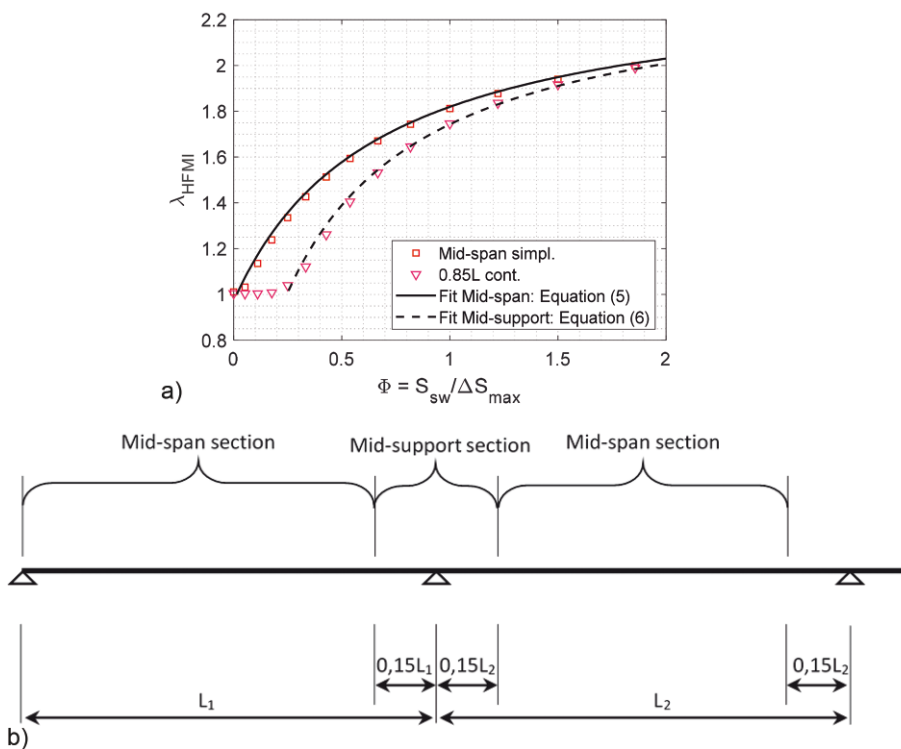 2.2
2
1.8
1.6
1.4
1.2
1
0.8
λHFMI
Mid-span simpl.
0.85L cont.
Fit Mid-span: Equation (5)
Fit Mid-support: Equation (6)
0 0.5 1 1.5 2
a) Φ = Ssw/ΔSmax
Mid-span section Mid-support section Mid-span section
0,15L1 0,15L2 0,15L2
L1 L2
b)